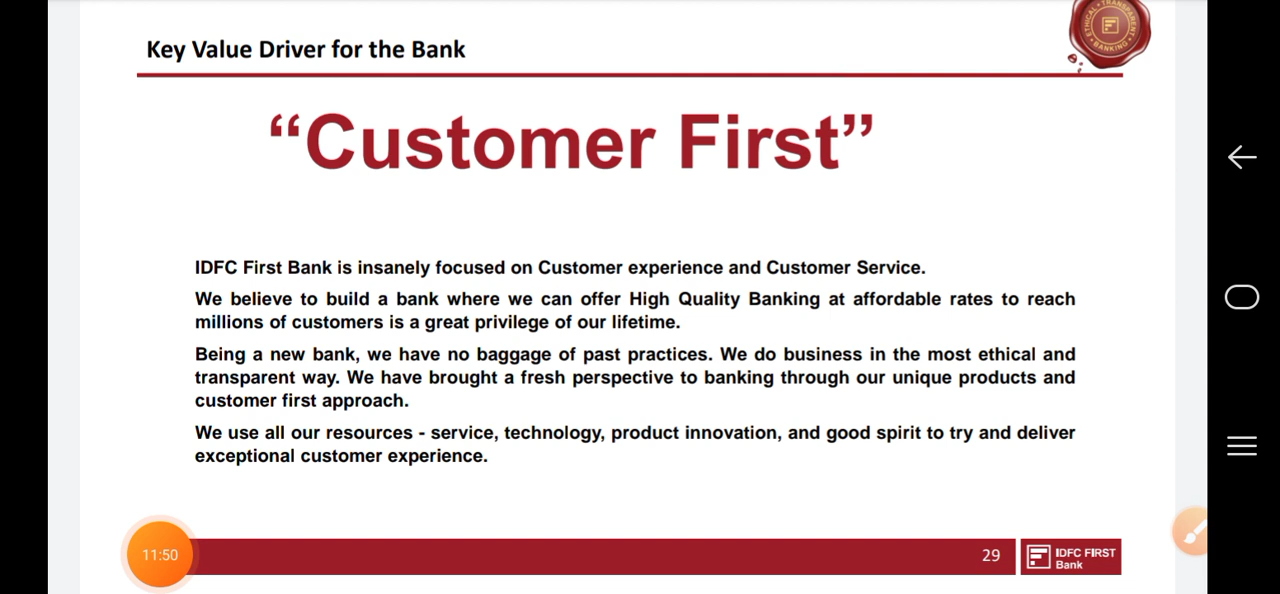 Key Value Driver for the Bank
ETHICAL • TRANSPARENT
BANKING
“Customer First”
IDFC First Bank is insanely focused on Customer experience and Customer Service.
We believe to build a bank where we can offer High Quality Banking at affordable rates to reach
millions of customers is a great privilege of our lifetime.
Being a new bank, we have no baggage of past practices. We do business in the most ethical and
transparent way. We have brought a fresh perspective to banking through our unique products and
customer first approach.
We use all our resources - service, technology, product innovation, and good spirit to try and deliver
exceptional customer experience.
11:50
29
IDFC FIRST
Bank